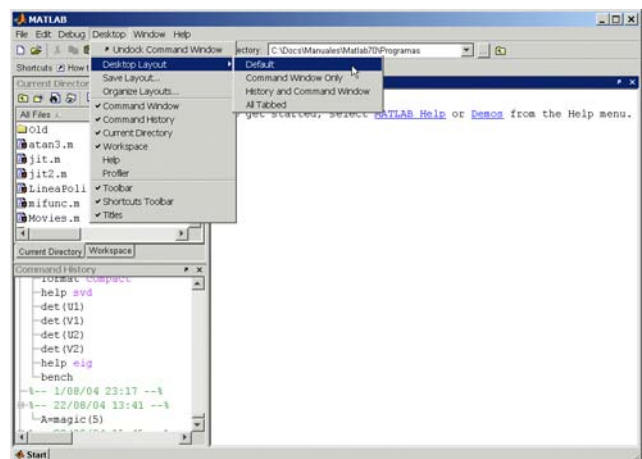 MATLAB
File Edit Debug Desktop Window Help
Undock Command Window
Desktop Layout
Save Layout...
Organize Layouts...
Command Window
Command History
Current Directory
Workspace
Help
Profiler
Toolbar
Shortcuts Toolbar
Titles
Default
Command Window Only
History and Command Window
All Tabbed
C:\Docs\Manuales\Matlab70\Programas
Shortcuts
Current Director
All Files
old
atan3.m
jit.m
jit2.m
LineaPoli
mifunc.m
Movies.m
get started, select MATLAB Help or Demos from the Help menu.
Current Directory Workspace
Command History
format compact
help svd
det(U1)
det(V1)
det(U2)
det(V2)
help eig
bench
%-- 1/08/04 23:17 --%
%-- 22/08/04 13:41 --%
A=magic(5)
Start